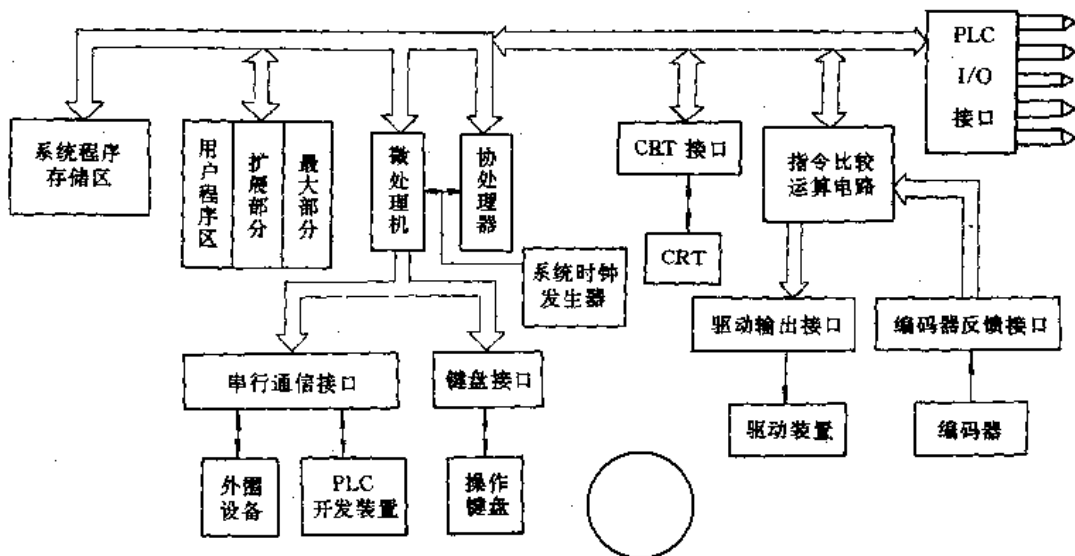 PLC
I/O
接口
系统程序
存储区
用户程序区
扩展部分
最大部分
微处理机
协处理器
CRT 接口
指令比较
运算电路
CRT
系统时钟
发生器
驱动输出接口
编码器反馈接口
串行通信接口
键盘接口
驱动装置
编码器
外围
设备
PLC
开发装置
操作
键盘